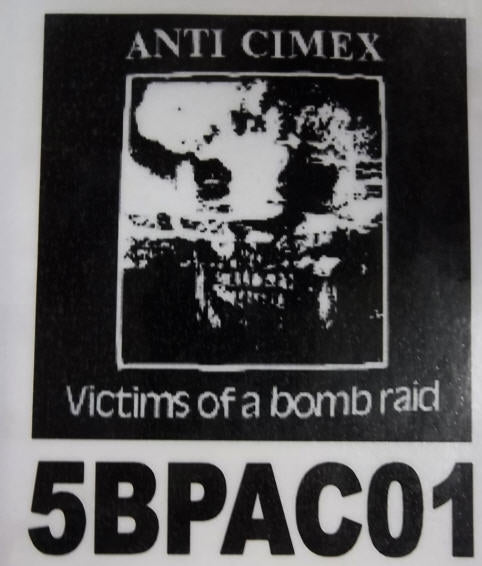 ANTI CIMEX
Victims of a bomb raid
5BPAC01